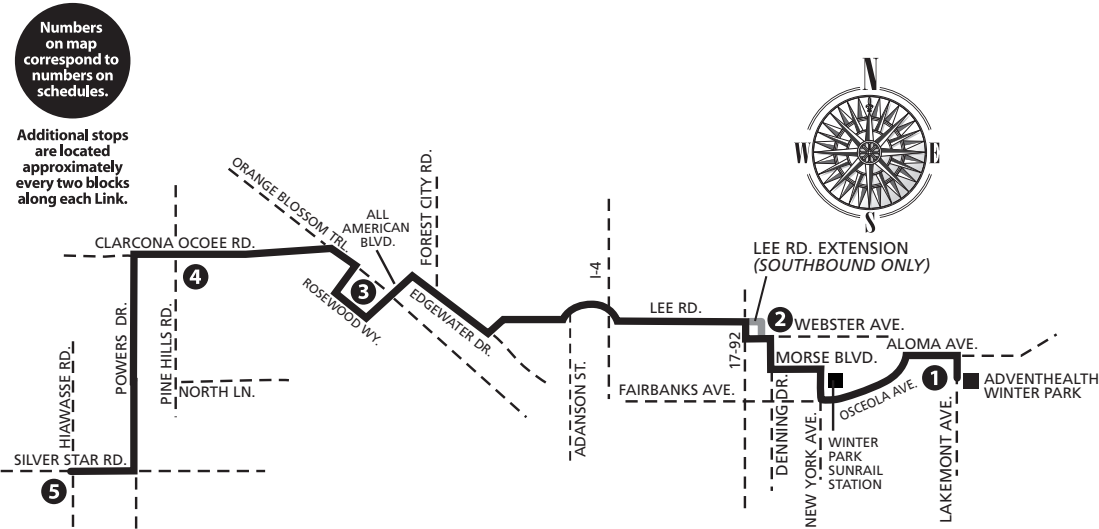 Numbers
on map
correspond to
numbers on
schedules.
Additional stops
are located
approximately
every two blocks
along each Link.
N
W
E
S
ORANGE BLOSSOM TRL.
ALL
AMERICAN
BLVD.
FOREST CITY RD.
CLARCONA OCOEE RD.
4
3
ROSEWOOD WY.
EDGEWATER DR.
I-4
LEE RD. EXTENSION
(SOUTHBOUND ONLY)
LEE RD.
2
WEBSTER AVE.
17-92
ALOMA AVE.
MORSE BLVD.
1
ADVENTHEALTH
WINTER PARK
FAIRBANKS AVE.
OSCEOLA AVE.
POWERS DR.
PINE HILLS RD.
NORTH LN.
HIAWASSE RD.
ADANSON ST.
DENNING DR.
NEW YORK AVE.
WINTER
PARK
SUNRAIL
STATION
LAKEMONT AVE.
SILVER STAR RD.
5